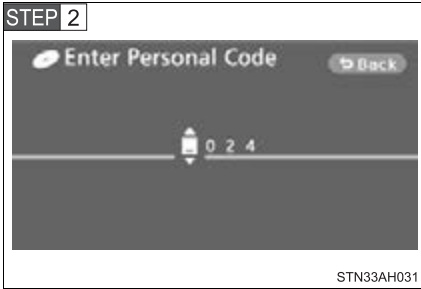 STEP 2
Enter Personal Code
Back
_ 0 2 4
STN33AH031